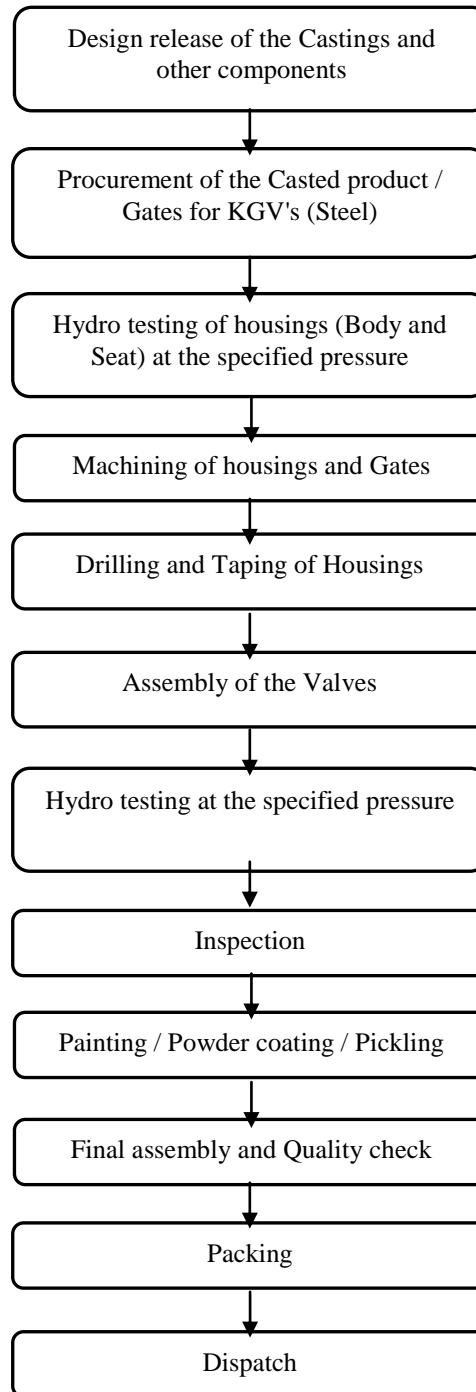 Design release of the Castings and
other components
Procurement of the Casted product /
Gates for KGV's (Steel)
Hydro testing of housings (Body and
Seat) at the specified pressure
Machining of housings and Gates
Drilling and Taping of Housings
Assembly of the Valves
Hydro testing at the specified pressure
Inspection
Painting / Powder coating / Pickling
Final assembly and Quality check
Packing
Dispatch